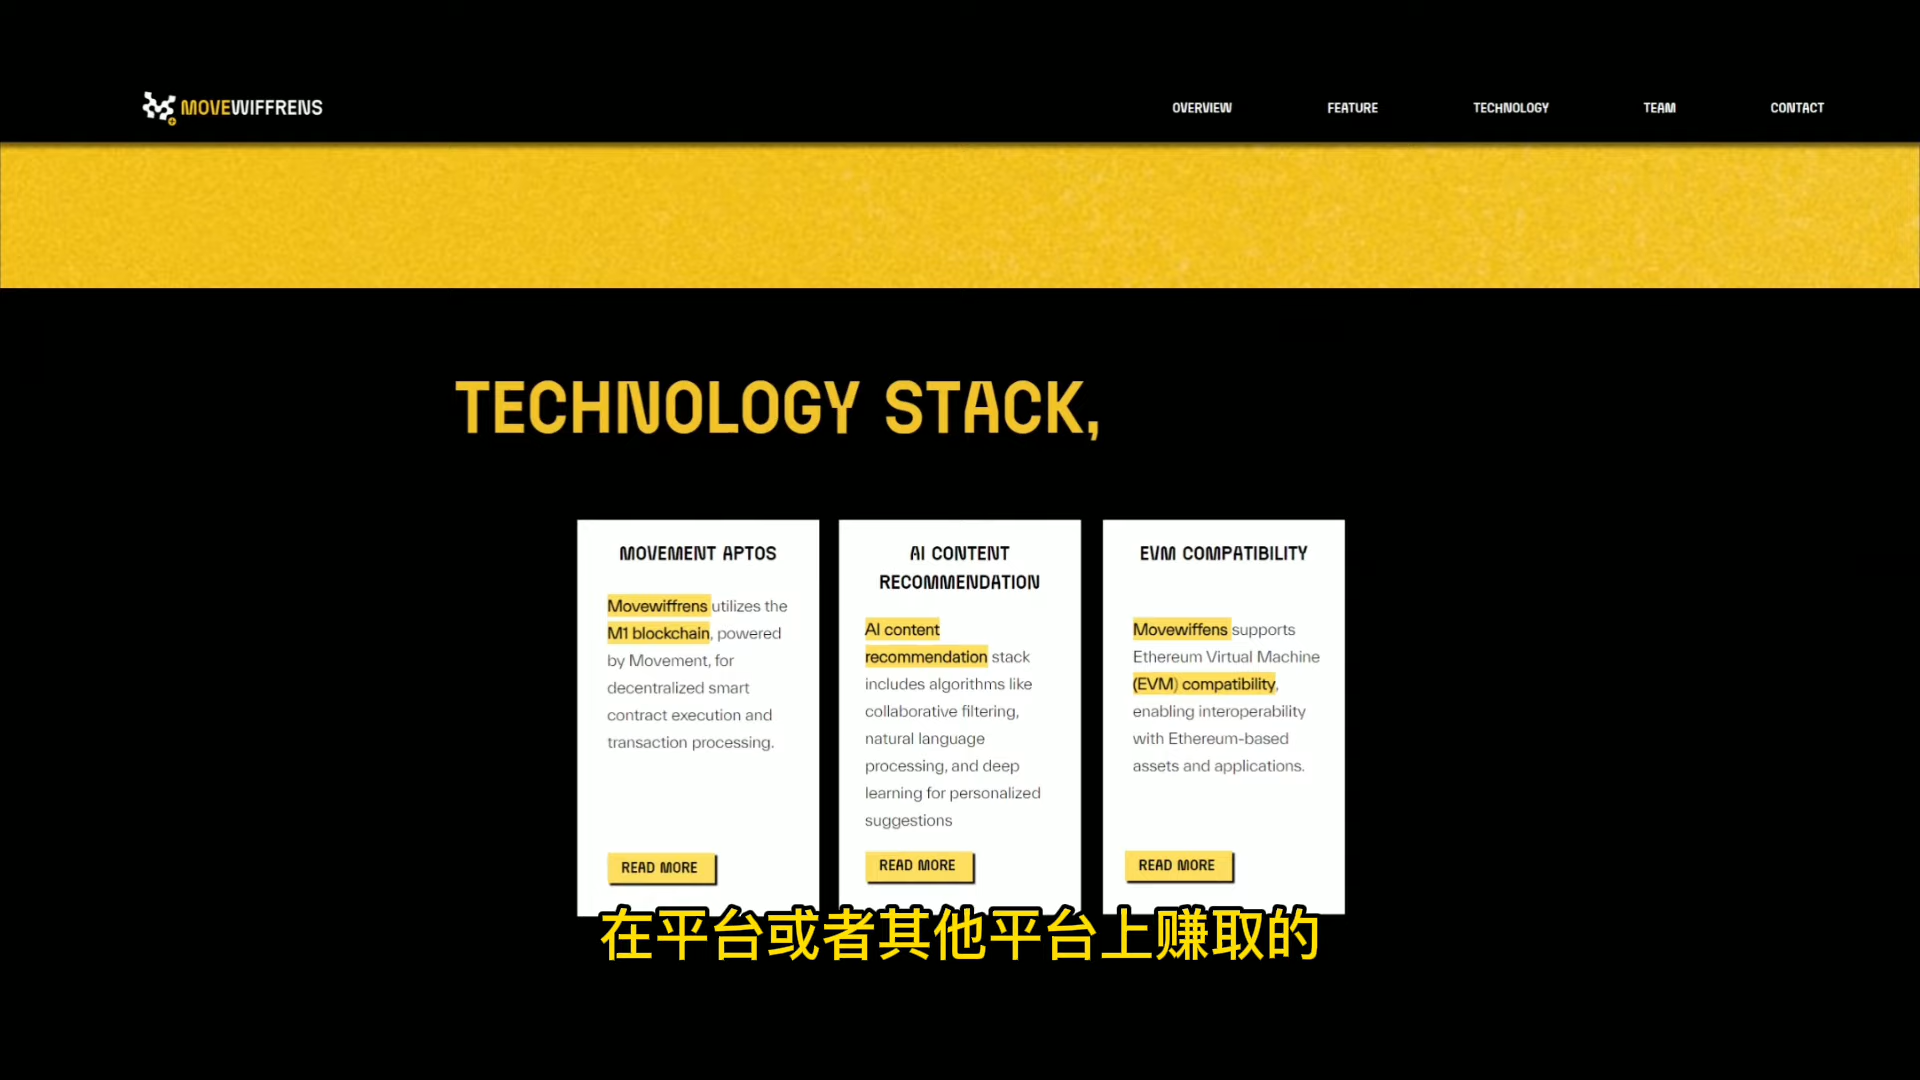 MOVEWIFFRENS
OVERVIEW
FEATURE
TECHNOLOGY
TEAM
CONTACT
TECHNOLOGY STACK,
MOVEMENT APTOS
Movewiffrens utilizes the
M1 blockchain, powered
by Movement, for
decentralized smart
contract execution and
transaction processing.
READ MORE
AI CONTENT
RECOMMENDATION
AI content
recommendation stack
includes algorithms like
collaborative filtering,
natural language
processing, and deep
learning for personalized
suggestions
READ MORE
EVM COMPATIBILITY
Movewiffens supports
Ethereum Virtual Machine
(EVM) compatibility,
enabling interoperability
with Ethereum-based
assets and applications.
READ MORE
在平台或者其他平台上赚取的